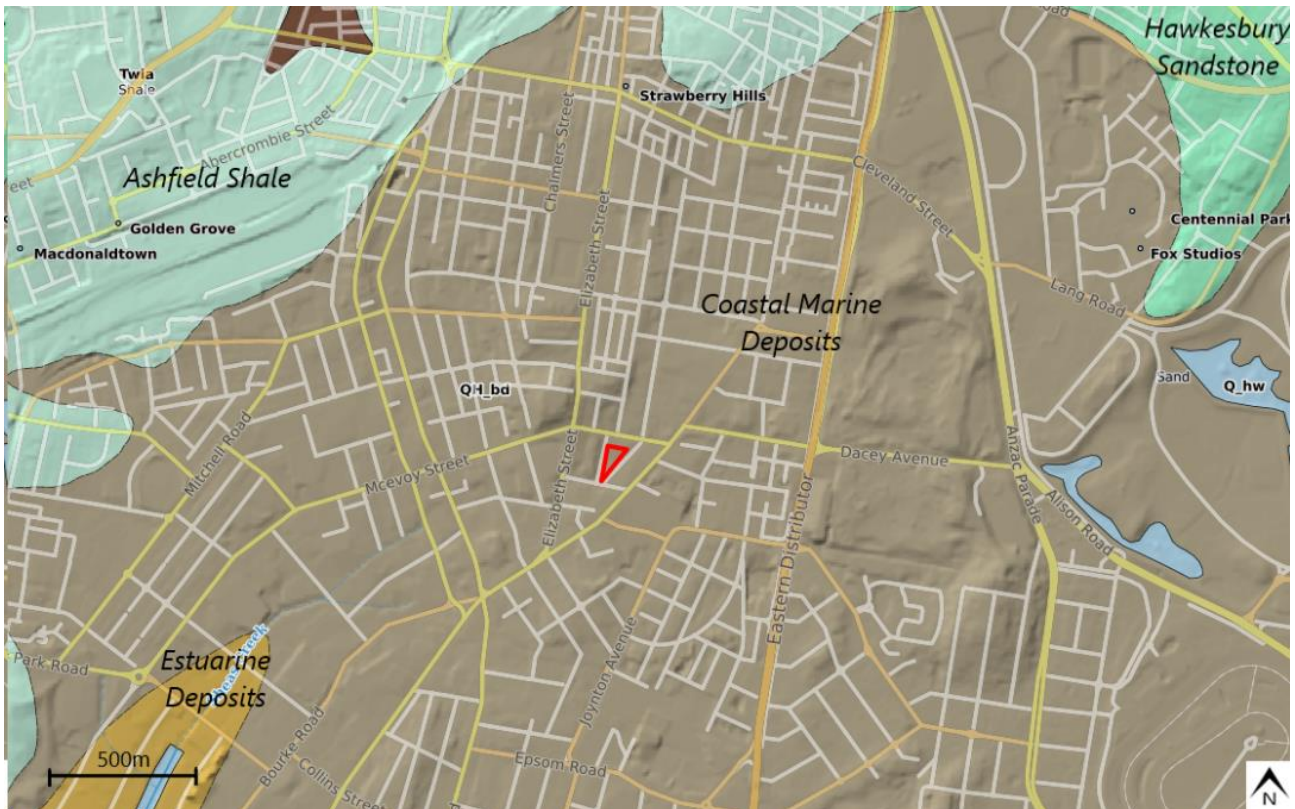 Hawkesbury
Sandstone
Road
Twia
Shale
Strawberry Hills
Abercrombie Street
Chalmers Street
Ashfield Shale
Cleveland Street
Golden Grove
Centennial Park
Macdonaldtown
Fox Studios
Elizabeth Street
Lang Road
Coastal Marine
Deposits
Sand
Q_hw
QH_bd
Mitchell Road
Mcevoy Street
Elizabeth Street
Dacey Avenue
Anzac Parade
Alison Road
Eastern Distributor
Park Road
Estuarine
Deposits
Joynton Avenue
Bourke Road
Epsom Road
Collins Street
500m
N